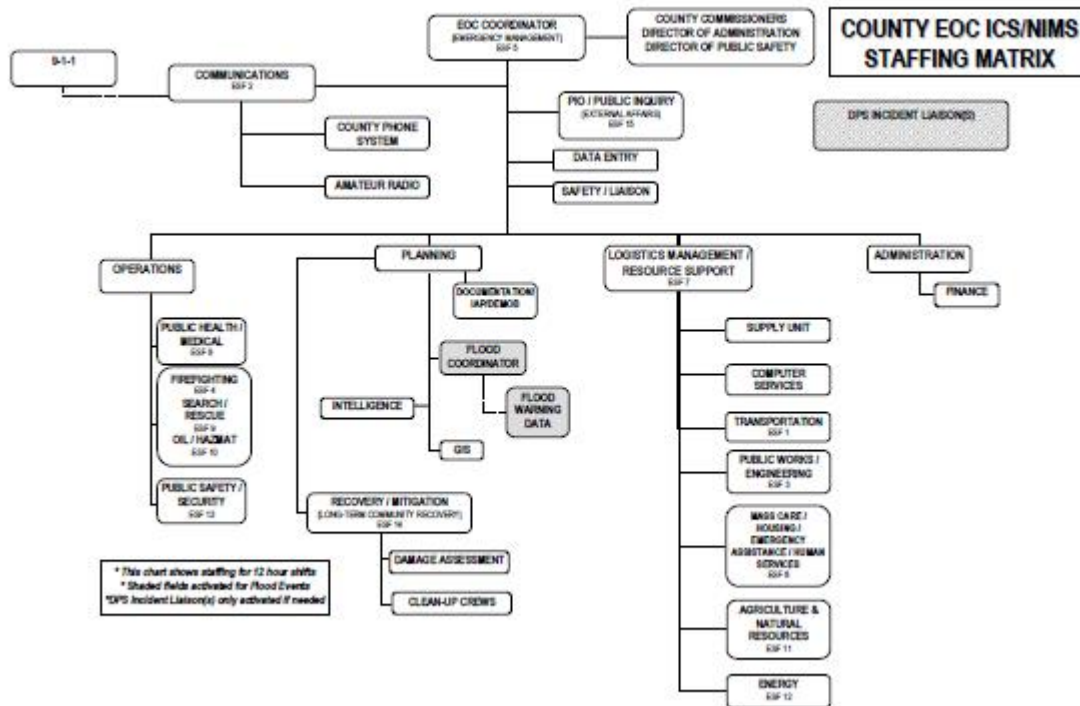 COUNTY EOC ICS/NIMS
STAFFING MATRIX
EOC COORDINATOR
(EMERGENCY MANAGEMENT)
ESF 5
COUNTY COMMISSIONERS
DIRECTOR OF ADMINISTRATION
DIRECTOR OF PUBLIC SAFETY
9-1-1
COMMUNICATIONS
ESF 2
COUNTY PHONE
SYSTEM
AMATEUR RADIO
PIO / PUBLIC INQUIRY
(EXTERNAL AFFAIRS)
ESF 15
DATA ENTRY
SAFETY / LIAISON
DPS INCIDENT LIAISON(S)
OPERATIONS
PUBLIC HEALTH /
MEDICAL
ESF 8
FIREFIGHTING
ESF 4
SEARCH /
RESCUE
ESF 9
OIL / HAZMAT
ESF 10
PUBLIC SAFETY /
SECURITY
ESF 13
PLANNING
DOCUMENTATION/
IAP/DEMOB
FLOOD
COORDINATOR
FLOOD
WARNING
DATA
INTELLIGENCE
GIS
RECOVERY / MITIGATION
(LONG-TERM COMMUNITY RECOVERY)
ESF 14
DAMAGE ASSESSMENT
CLEAN-UP CREWS
LOGISTICS MANAGEMENT /
RESOURCE SUPPORT
ESF 7
SUPPLY UNIT
COMPUTER
SERVICES
TRANSPORTATION
ESF 1
PUBLIC WORKS /
ENGINEERING
ESF 3
MASS CARE /
HOUSING /
EMERGENCY
ASSISTANCE / HUMAN
SERVICES
ESF 6
AGRICULTURE &
NATURAL
RESOURCES
ESF 11
ENERGY
ESF 12
ADMINISTRATION
FINANCE
* This chart shows staffing for 12 hour shifts
* Shaded fields activated for Flood Events
*DPS Incident Liaison(s) only activated if needed